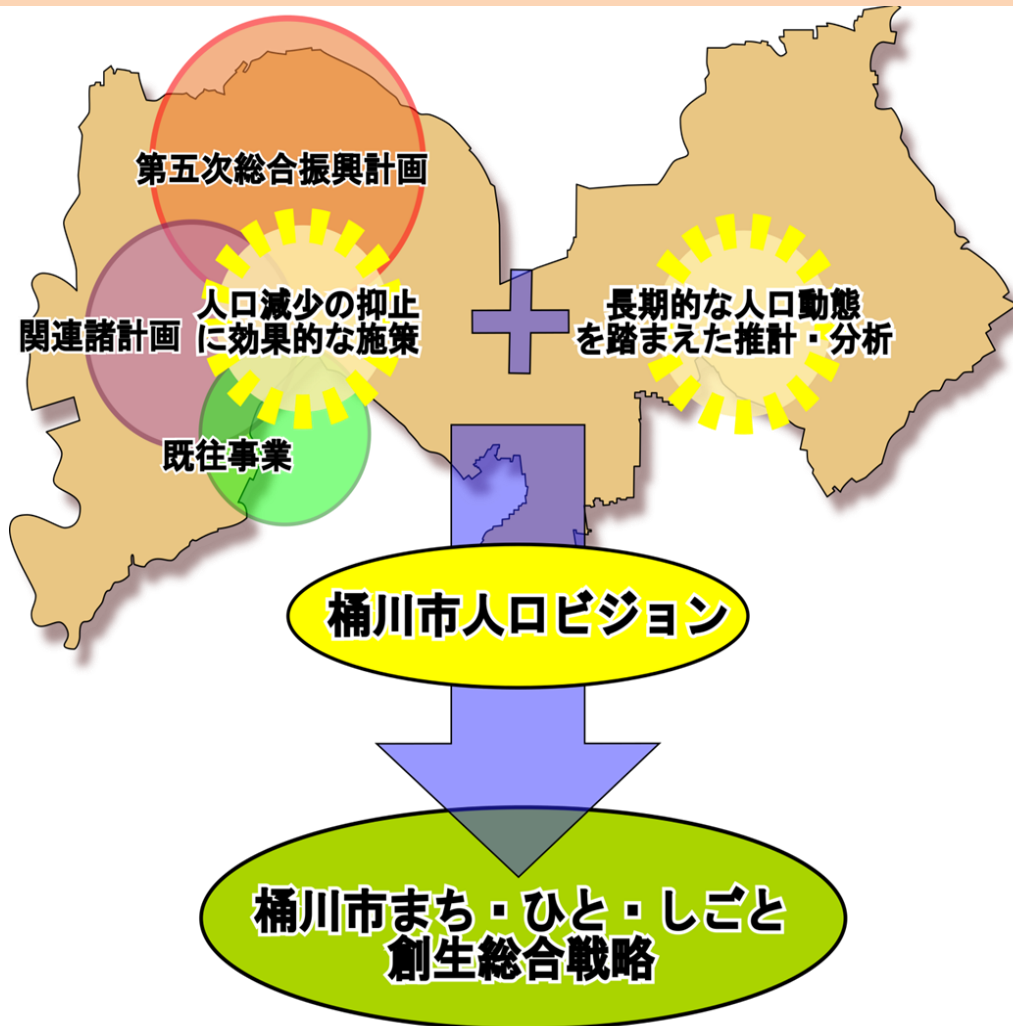 第五次総合振興計画
人口減少の抑止
に効果的な施策
関連諸計画
既往事業
長期的な人口動態
を踏まえた推計・分析
桶川市人口ビジョン
桶川市まち・ひと・しごと
創生総合戦略